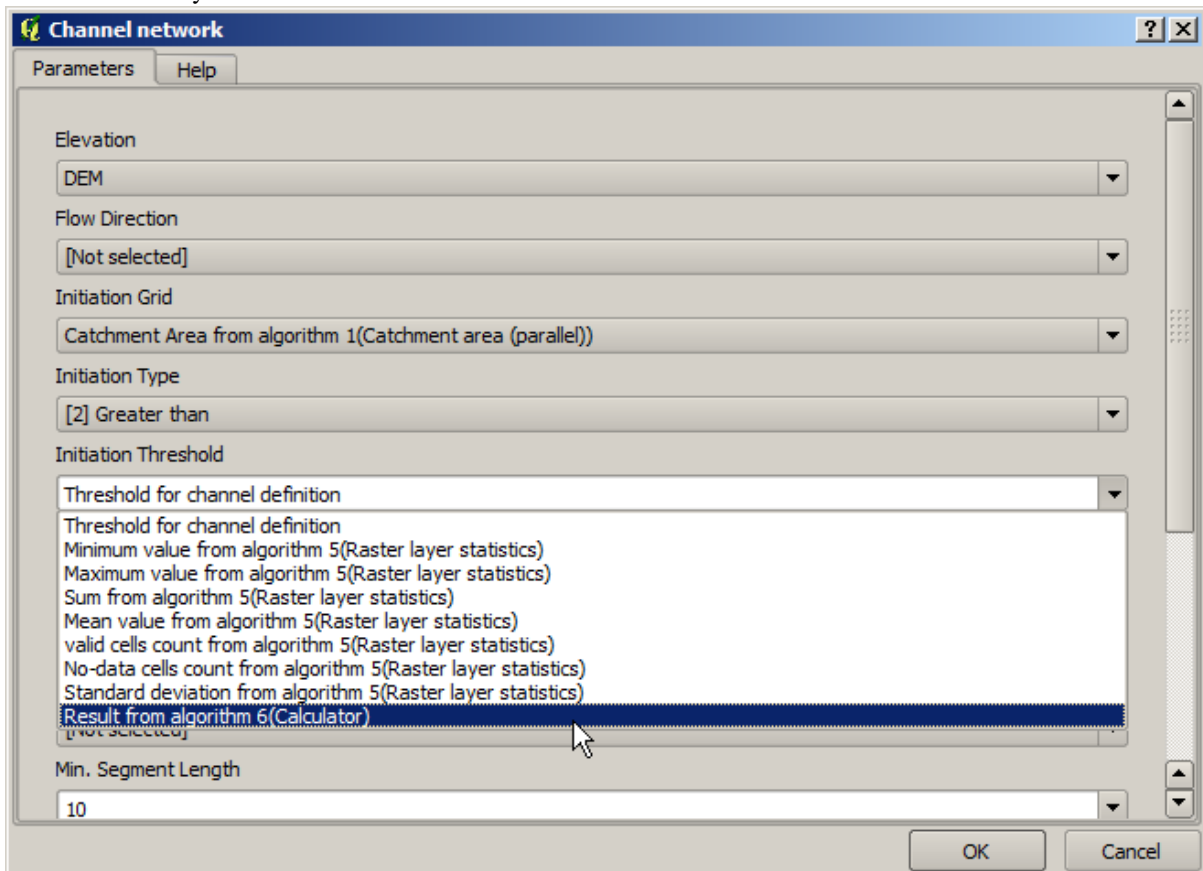 Channel network
Parameters Help
Elevation
DEM
Flow Direction
[Not selected]
Initiation Grid
Catchment Area from algorithm 1(Catchment area (parallel))
Initiation Type
[2] Greater than
Initiation Threshold
Threshold for channel definition
Threshold for channel definition
Minimum value from algorithm 5(Raster layer statistics)
Maximum value from algorithm 5(Raster layer statistics)
Sum from algorithm 5(Raster layer statistics)
Mean value from algorithm 5(Raster layer statistics)
valid cells count from algorithm 5(Raster layer statistics)
No-data cells count from algorithm 5(Raster layer statistics)
Standard deviation from algorithm 5(Raster layer statistics)
Result from algorithm 6(Calculator)
[Not selected]
Min. Segment Length
10
OK Cancel